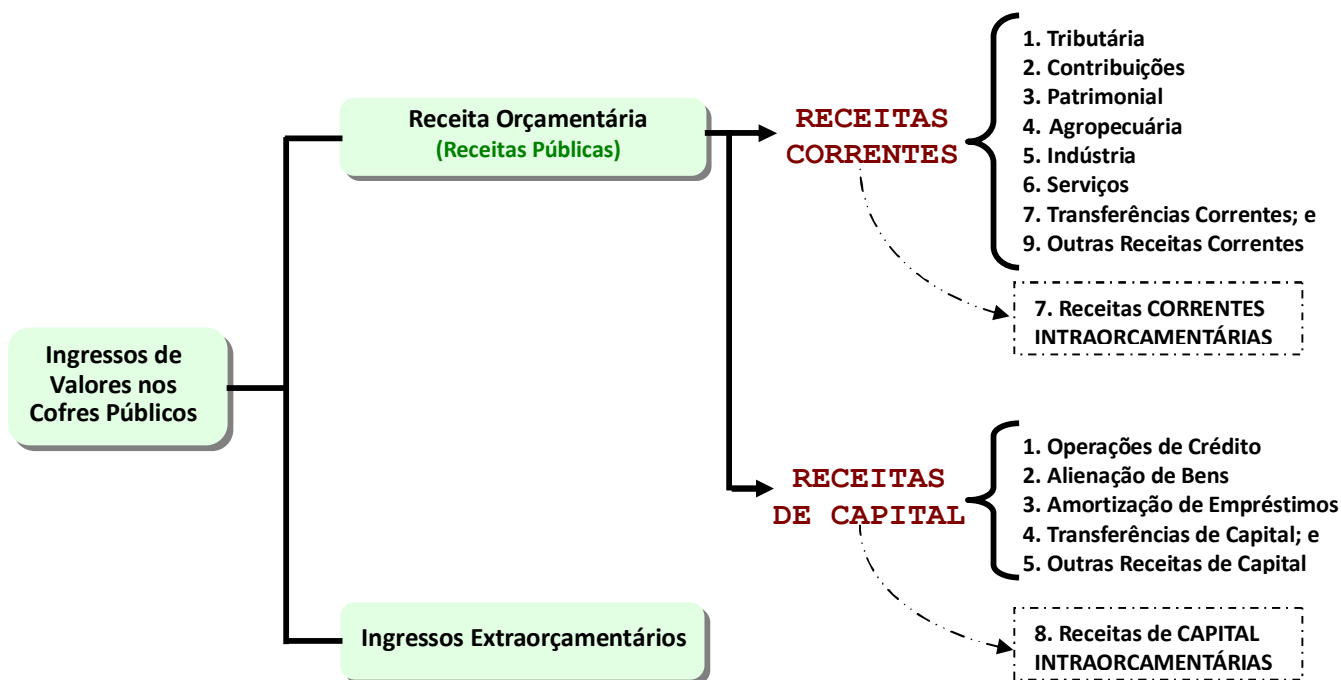 Ingressos de
Valores nos
Cofres Públicos
Receita Orçamentária
(Receitas Públicas)
RECEITAS
CORRENTES
1. Tributária
2. Contribuições
3. Patrimonial
4. Agropecuária
5. Indústria
6. Serviços
7. Transferências Correntes; e
9. Outras Receitas Correntes
7. Receitas CORRENTES
INTRAORCAMENTÁRIAS
RECEITAS
DE CAPITAL
1. Operações de Crédito
2. Alienação de Bens
3. Amortização de Empréstimos
4. Transferências de Capital; e
5. Outras Receitas de Capital
8. Receitas de CAPITAL
INTRAORCAMENTÁRIAS
Ingressos Extraorçamentários